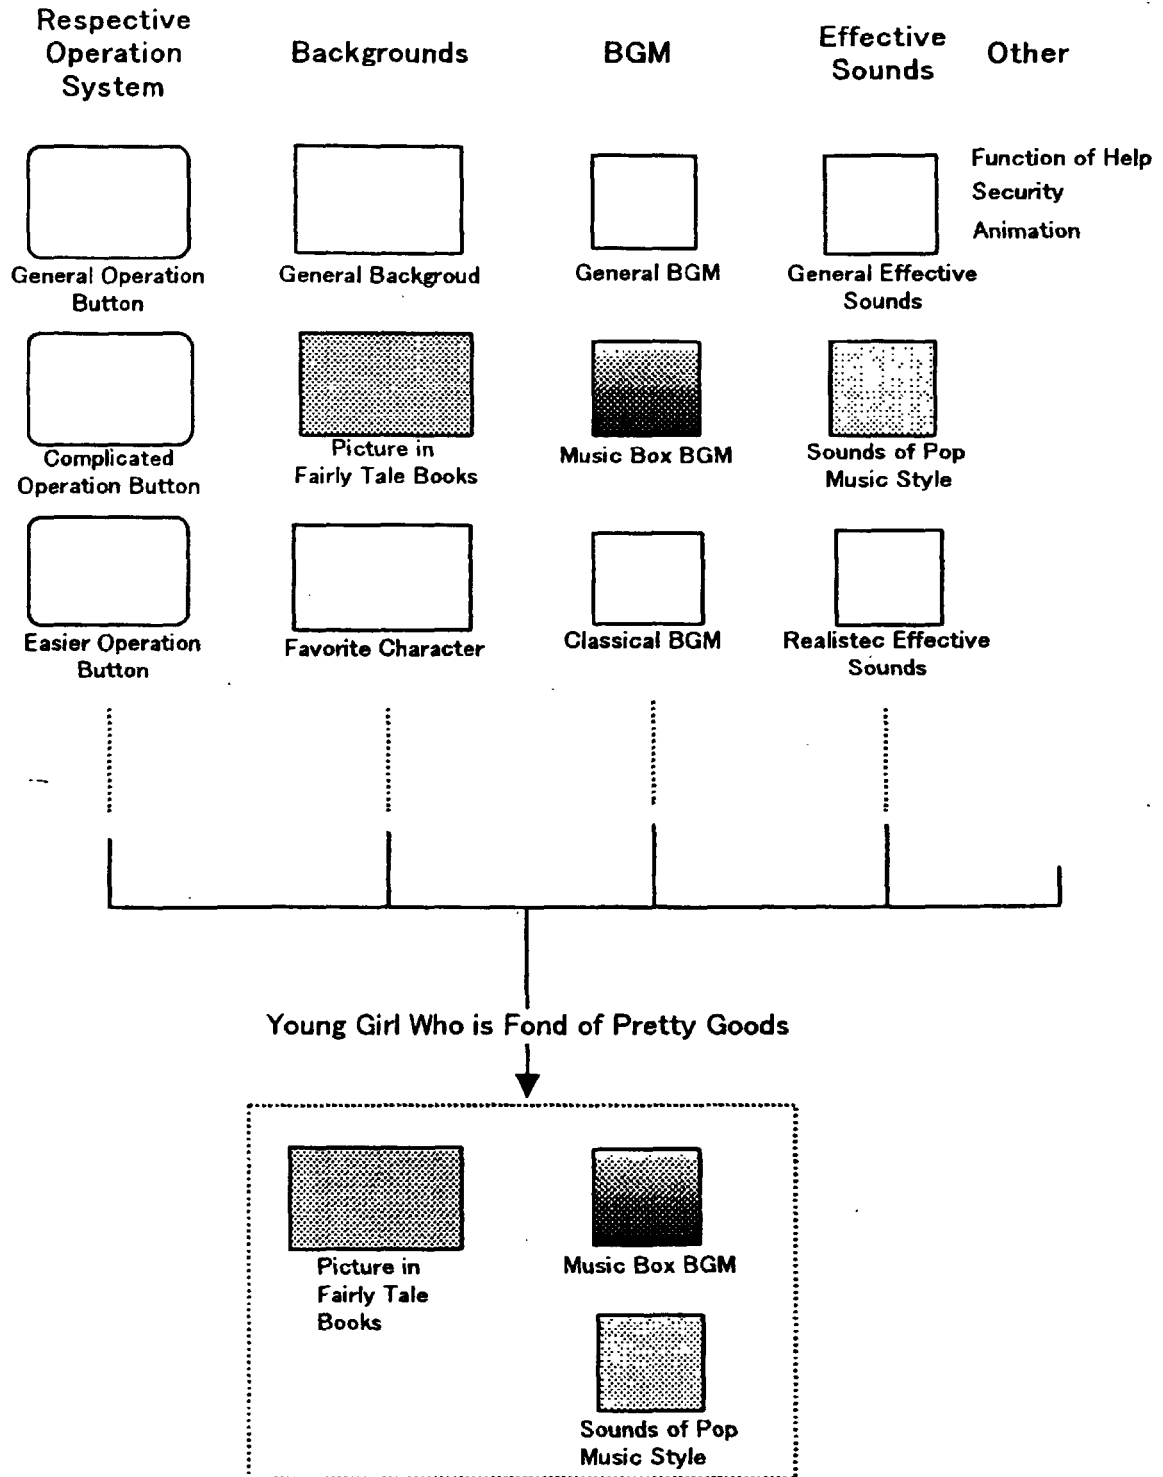 Respective
Operation
System
Backgrounds
BGM
Effective
Sounds
Other
General Operation
Button
General Backgroud
General BGM
General Effective
Sounds
Function of Help
Security
Animation
Complicated
Operation Button
Picture in
Fairly Tale Books
Music Box BGM
Sounds of Pop
Music Style
Easier Operation
Button
Favorite Character
Classical BGM
Realistec Effective
Sounds
Young Girl Who is Fond of Pretty Goods
Picture in
Fairly Tale
Books
Music Box BGM
Sounds of Pop
Music Style